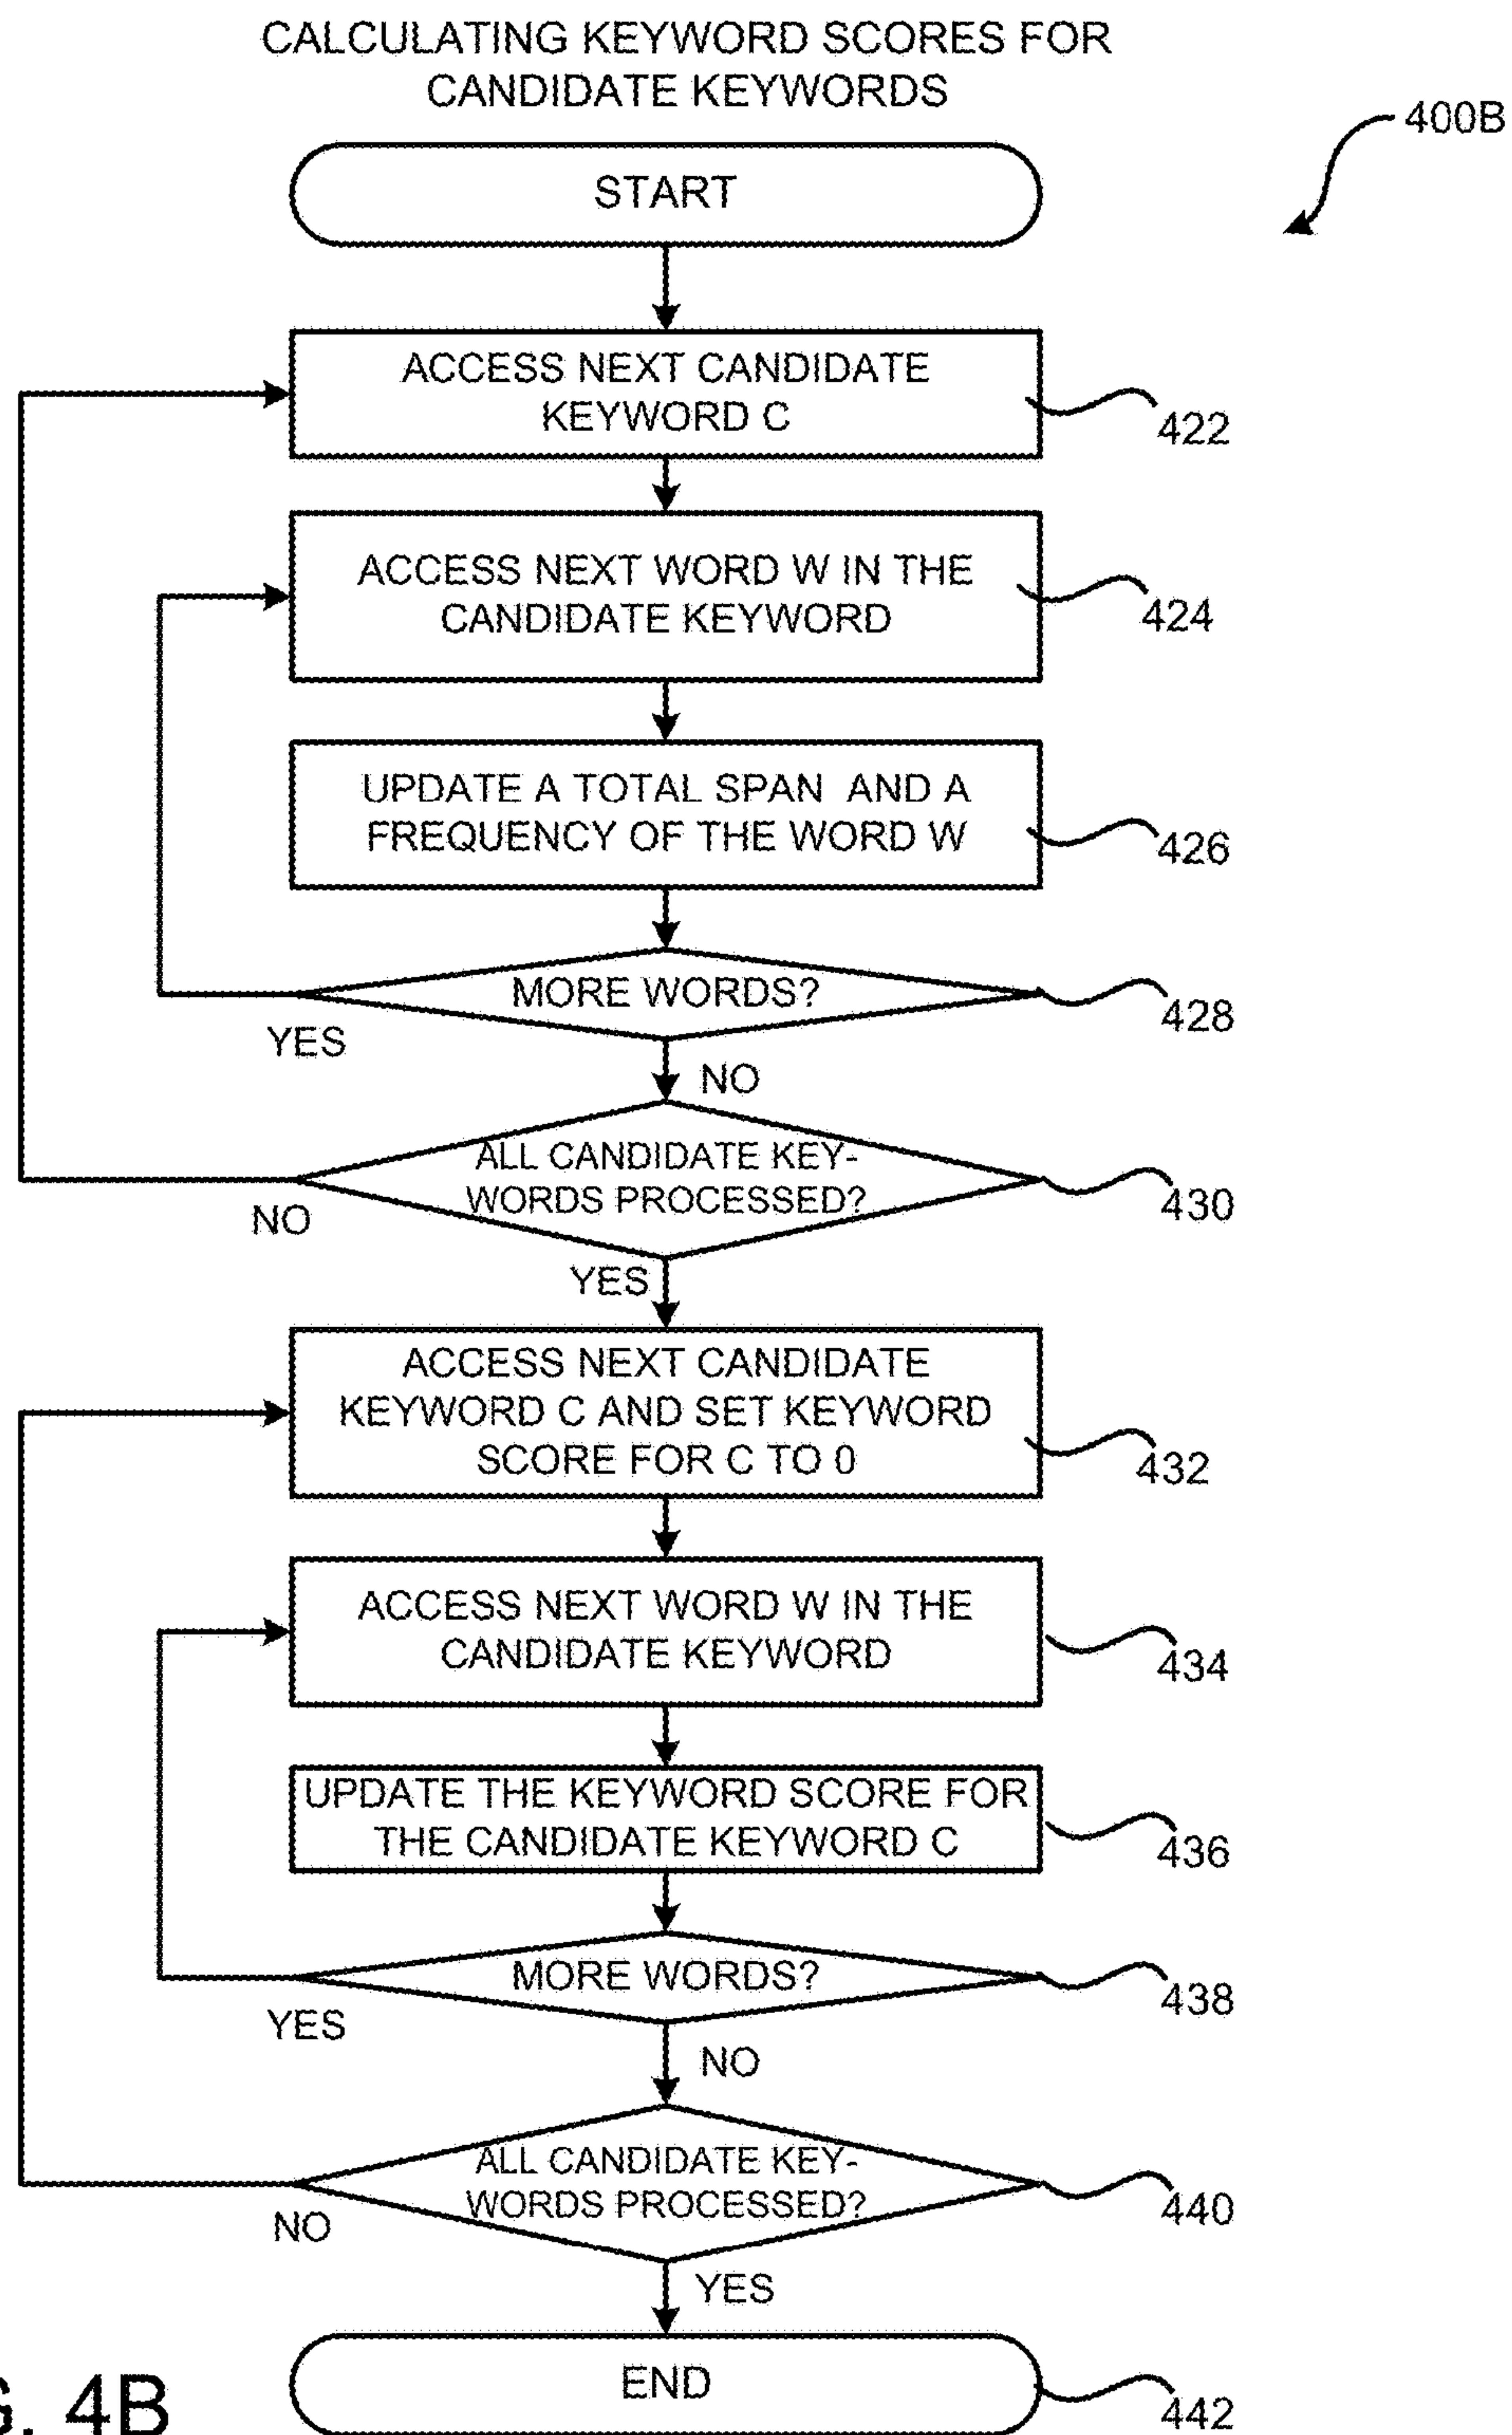 CALCULATING KEYWORD SCORES FOR
CANDIDATE KEYWORDS
400B
START
ACCESS NEXT CANDIDATE
KEYWORD C
422
ACCESS NEXT WORD W IN THE
CANDIDATE KEYWORD
424
UPDATE A TOTAL SPAN AND A
FREQUENCY OF THE WORD W
426
MORE WORDS?
428
YES
NO
ALL CANDIDATE KEY-
WORDS PROCESSED?
430
NO
YES
ACCESS NEXT CANDIDATE
KEYWORD C AND SET KEYWORD
SCORE FOR C TO 0
432
ACCESS NEXT WORD W IN THE
CANDIDATE KEYWORD
434
UPDATE THE KEYWORD SCORE FOR
THE CANDIDATE KEYWORD C
436
MORE WORDS?
438
YES
NO
ALL CANDIDATE KEY-
WORDS PROCESSED?
440
NO
YES
END
442
4B